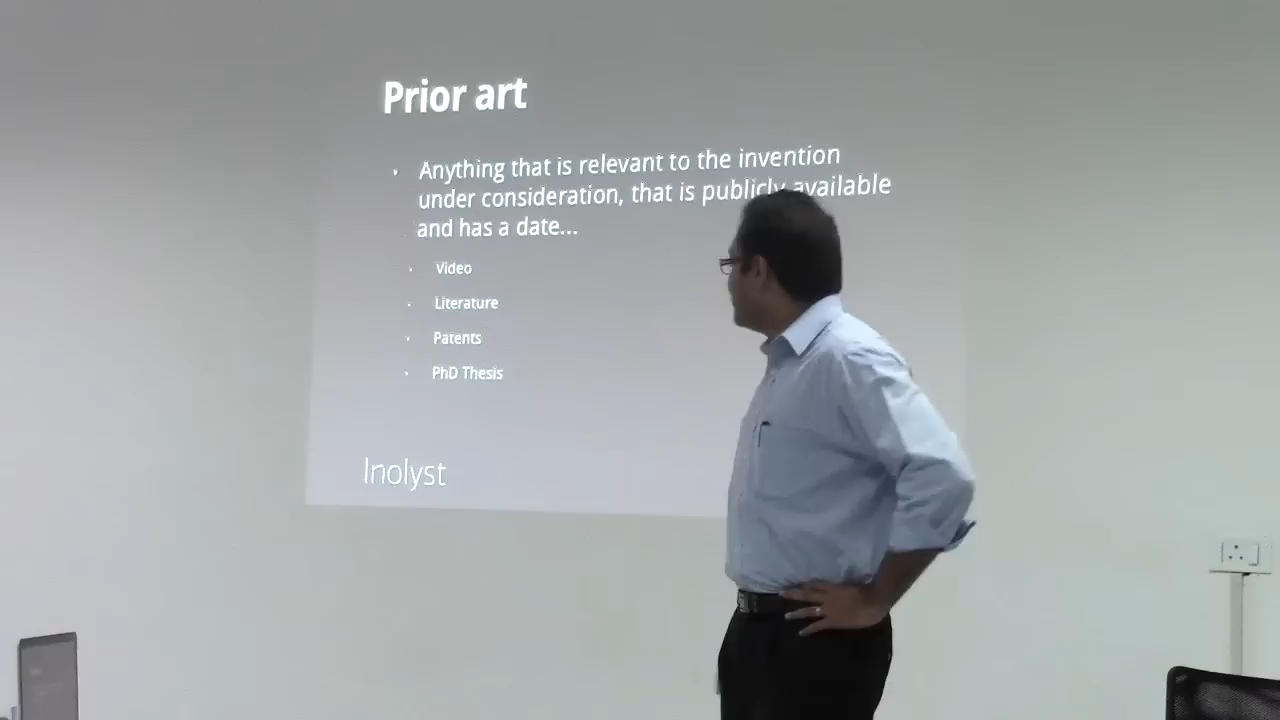 Prior art
Anything that is relevant to the invention
under consideration, that is publicly available
and has a date...
Video
Literature
Patents
PhD Thesis
Inolyst